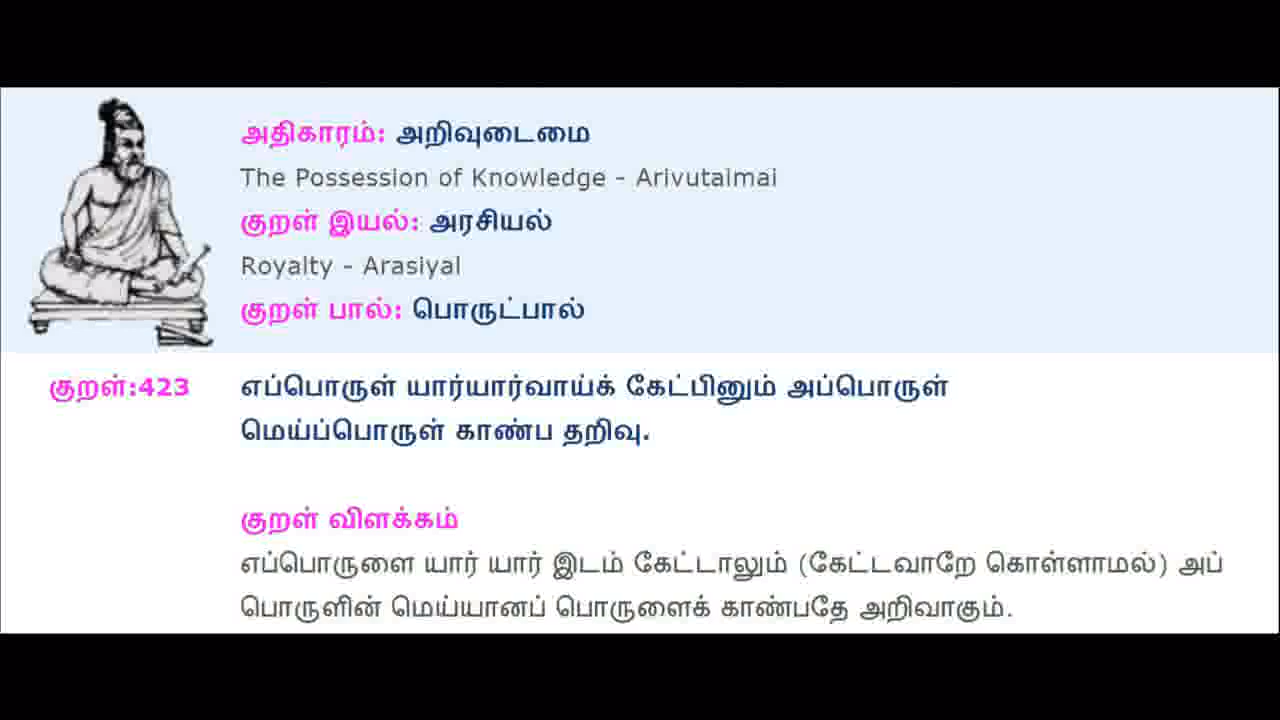 அதிகாரம்: அறிவுடைமை
The Possession of Knowledge - Arivutaimai
குறள் இயல்: அரசியல்
Royalty - Arasiyal
குறள் பால்: பொருட்பால்
குறள்:423 எப்பொருள் யார்யார்வாய்க் கேட்பினும் அப்பொருள்
மெய்ப்பொருள் காண்ப தறிவு.
குறள் விளக்கம்
எப்பொருளை யார் யார் இடம் கேட்டாலும் (கேட்டவாறே கொள்ளாமல்) அப்
பொருளின் மெய்யானப் பொருளைக் காண்பதே அறிவாகும்.